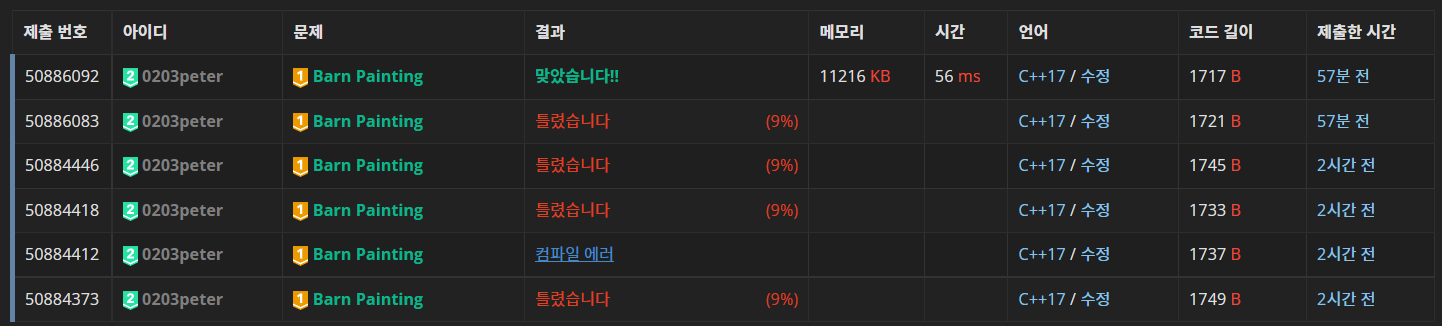 제출 번호 아이디 문제 결과 메모리 시간 언어 코드 길이 제출한 시간
50886092 2 0203peter 1 Barn Painting 맞았습니다!! 11216 KB 56 ms C++17 / 수정 1717 B 57분 전
50886083 2 0203peter 1 Barn Painting 틀렸습니다 (9%) C++17 / 수정 1721 B 57분 전
50884446 2 0203peter 1 Barn Painting 틀렸습니다 (9%) C++17 / 수정 1745 B 2시간 전
50884418 2 0203peter 1 Barn Painting 틀렸습니다 (9%) C++17 / 수정 1733 B 2시간 전
50884412 2 0203peter 1 Barn Painting 컴파일 에러 C++17 / 수정 1737 B 2시간 전
50884373 2 0203peter 1 Barn Painting 틀렸습니다 (9%) C++17 / 수정 1749 B 2시간 전